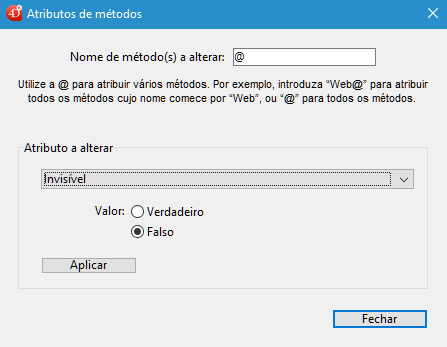 Atributos de métodos
Nome de método(s) a alterar: @
Utilize a @ para atribuir vários métodos. Por exemplo, introduza “Web@” para atribuir
todos os métodos cujo nome comece por “Web”, ou “@” para todos os métodos.
Atributo a alterar
Invisível
Valor: Verdadeiro
Falso
Aplicar
Fechar